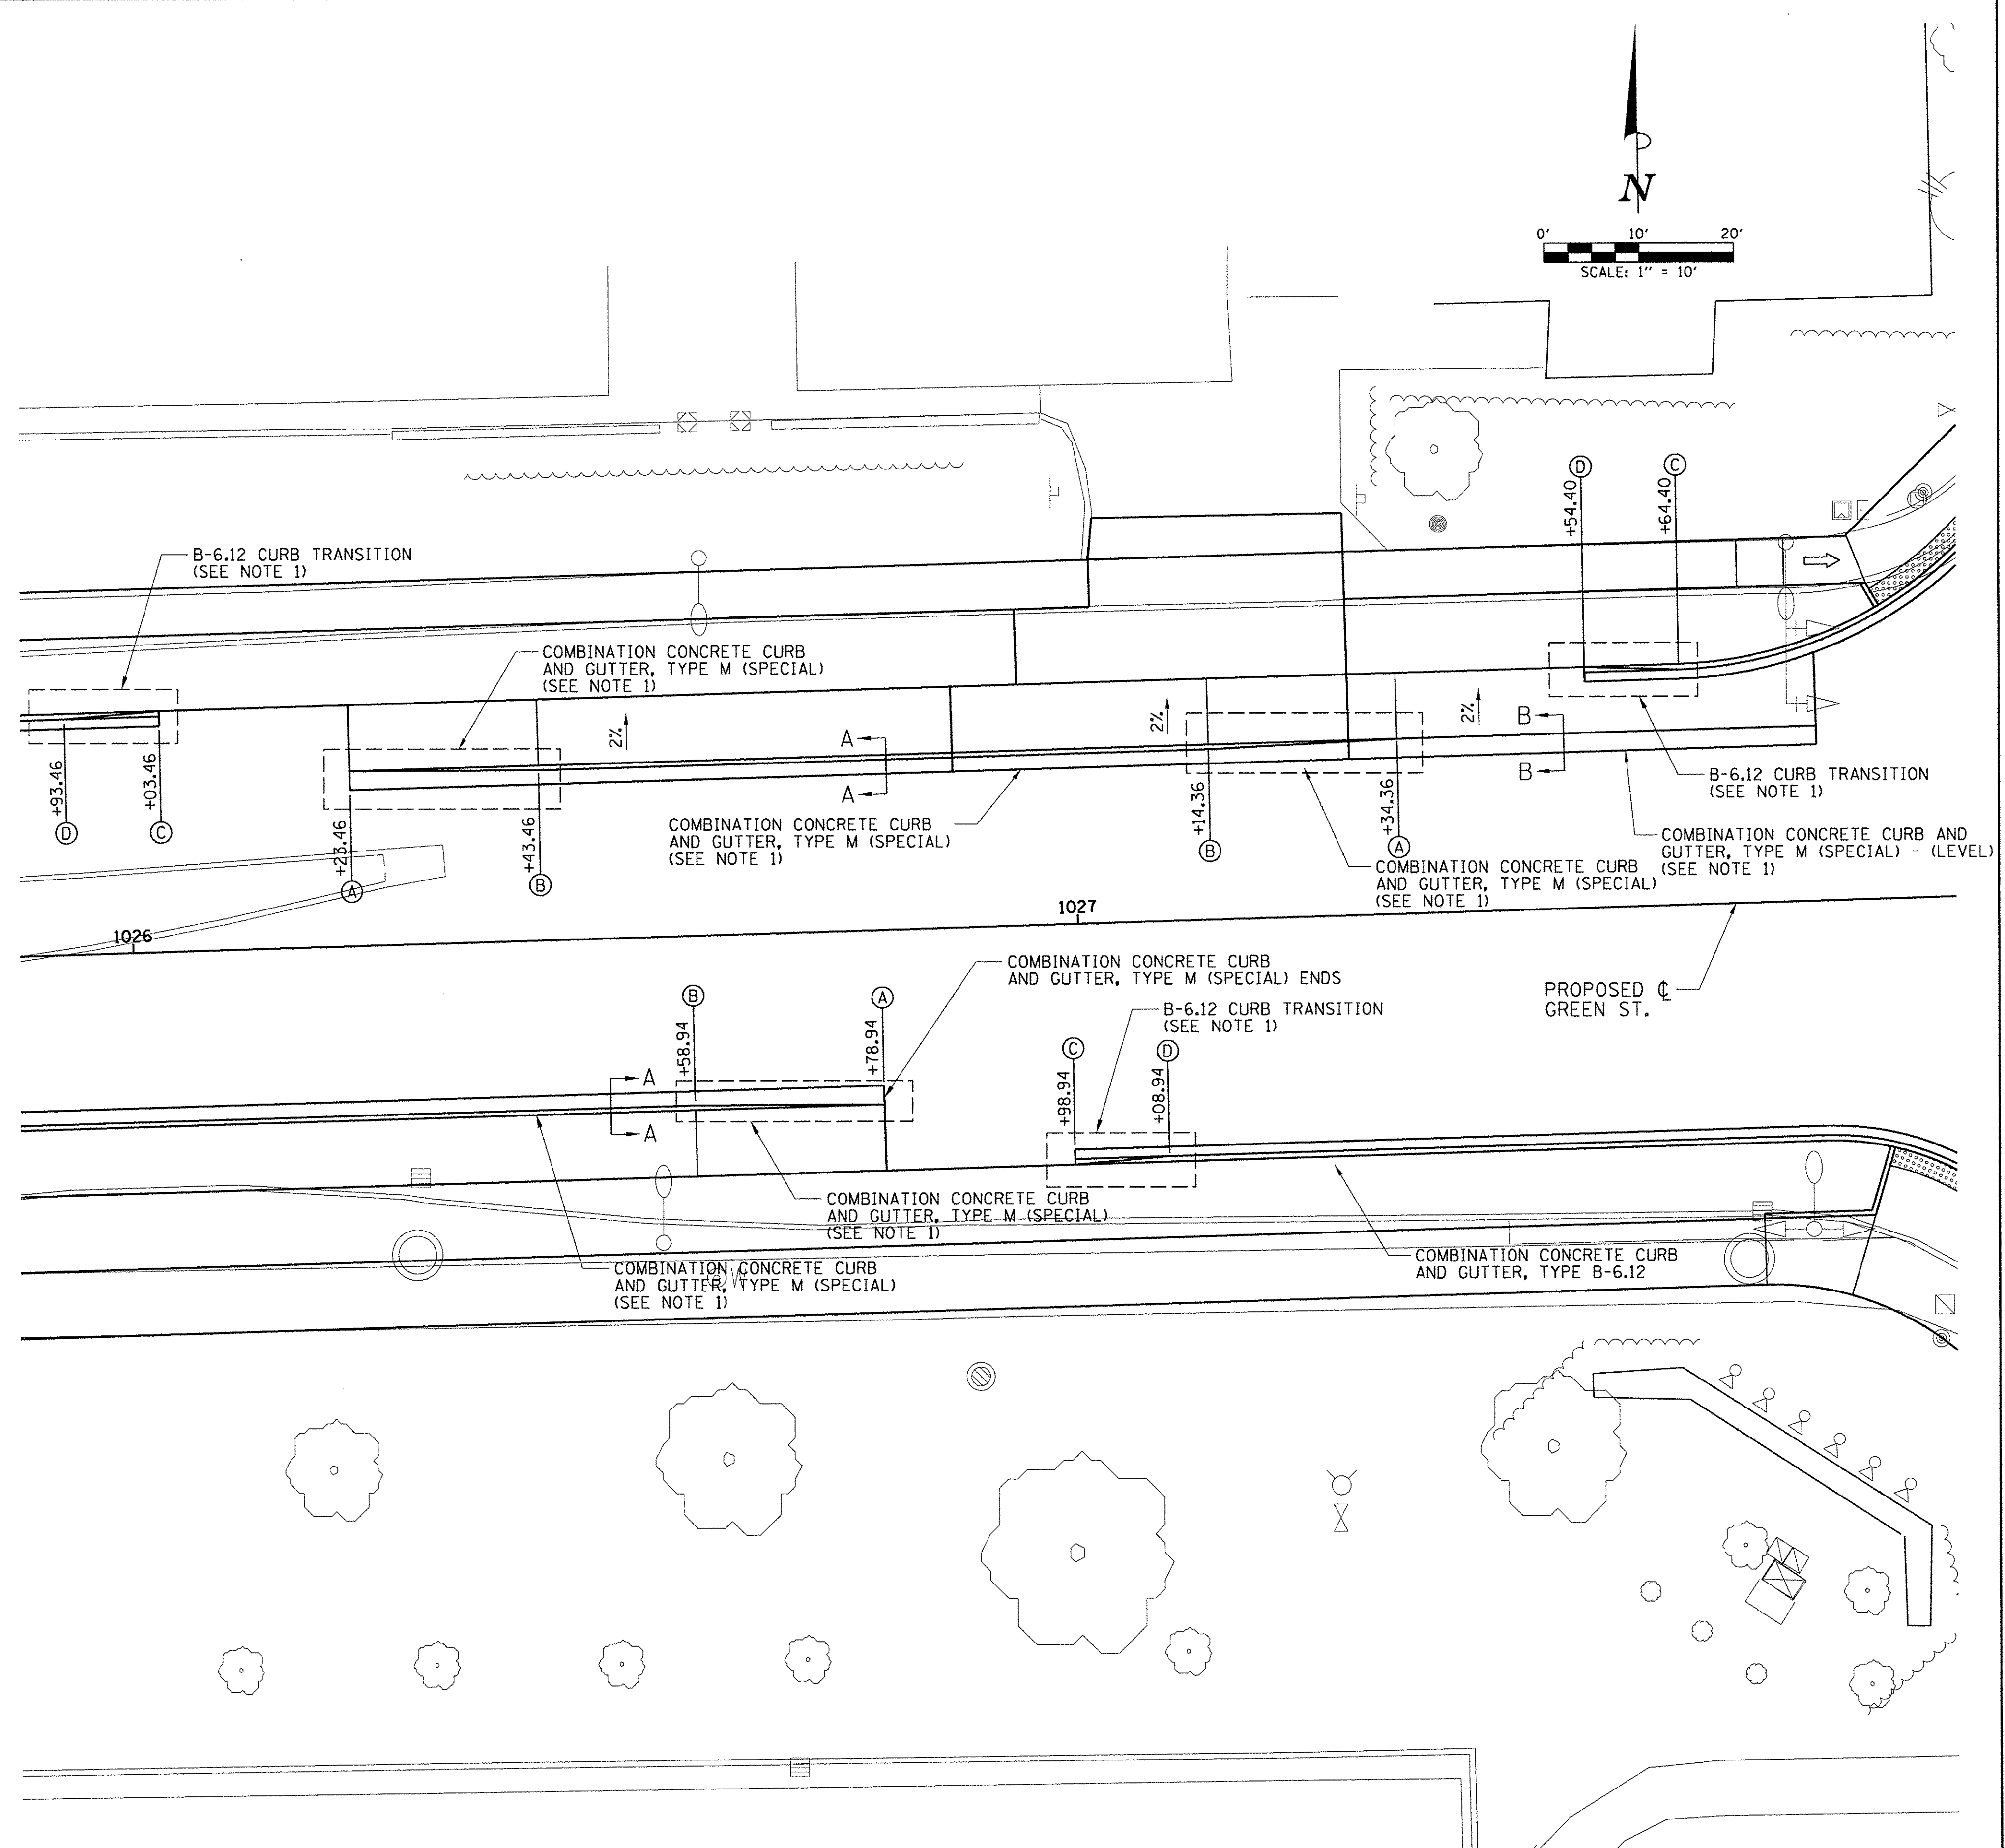 N
0' 10' 20'
SCALE: 1" = 10'
D
C
+54.40
+64.40
B-6.12 CURB TRANSITION
(SEE NOTE 1)
COMBINATION CONCRETE CURB
AND GUTTER, TYPE M (SPECIAL)
(SEE NOTE 1)
2%
2%
2%
A
A
B
B
+93.46
D
+03.46
C
+23.46
A
+43.46
B
+14.36
B
+34.36
A
COMBINATION CONCRETE CURB
AND GUTTER, TYPE M (SPECIAL)
(SEE NOTE 1)
B-6.12 CURB TRANSITION
(SEE NOTE 1)
COMBINATION CONCRETE CURB AND
GUTTER, TYPE M (SPECIAL) - (LEVEL)
(SEE NOTE 1)
COMBINATION CONCRETE CURB
AND GUTTER, TYPE M (SPECIAL)
(SEE NOTE 1)
1026
1027
COMBINATION CONCRETE CURB
AND GUTTER, TYPE M (SPECIAL) ENDS
PROPOSED ℄
GREEN ST.
B
+58.94
A
+78.94
B-6.12 CURB TRANSITION
(SEE NOTE 1)
C
+98.94
D
+08.94
A
A
COMBINATION CONCRETE CURB
AND GUTTER, TYPE M (SPECIAL)
(SEE NOTE 1)
COMBINATION CONCRETE CURB
AND GUTTER, TYPE B-6.12
COMBINATION CONCRETE CURB
AND GUTTER, TYPE M (SPECIAL)
(SEE NOTE 1)
W
E